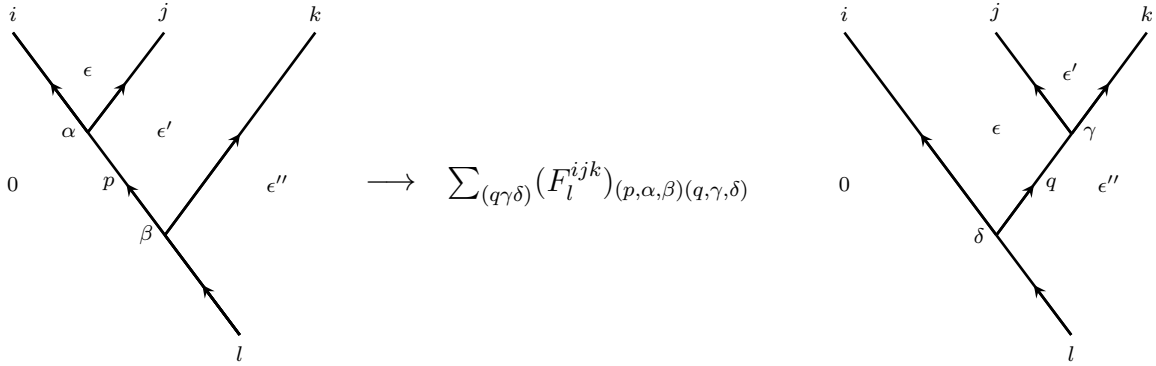 i j k i j k
ϵ ϵ′
α ϵ′ ϵ γ
0 p ϵ′′ ⟶ ∑_{(qγδ)}(F_l^{ijk})_{(p,α,β)(q,γ,δ)} 0 q ϵ′′
β δ
l l